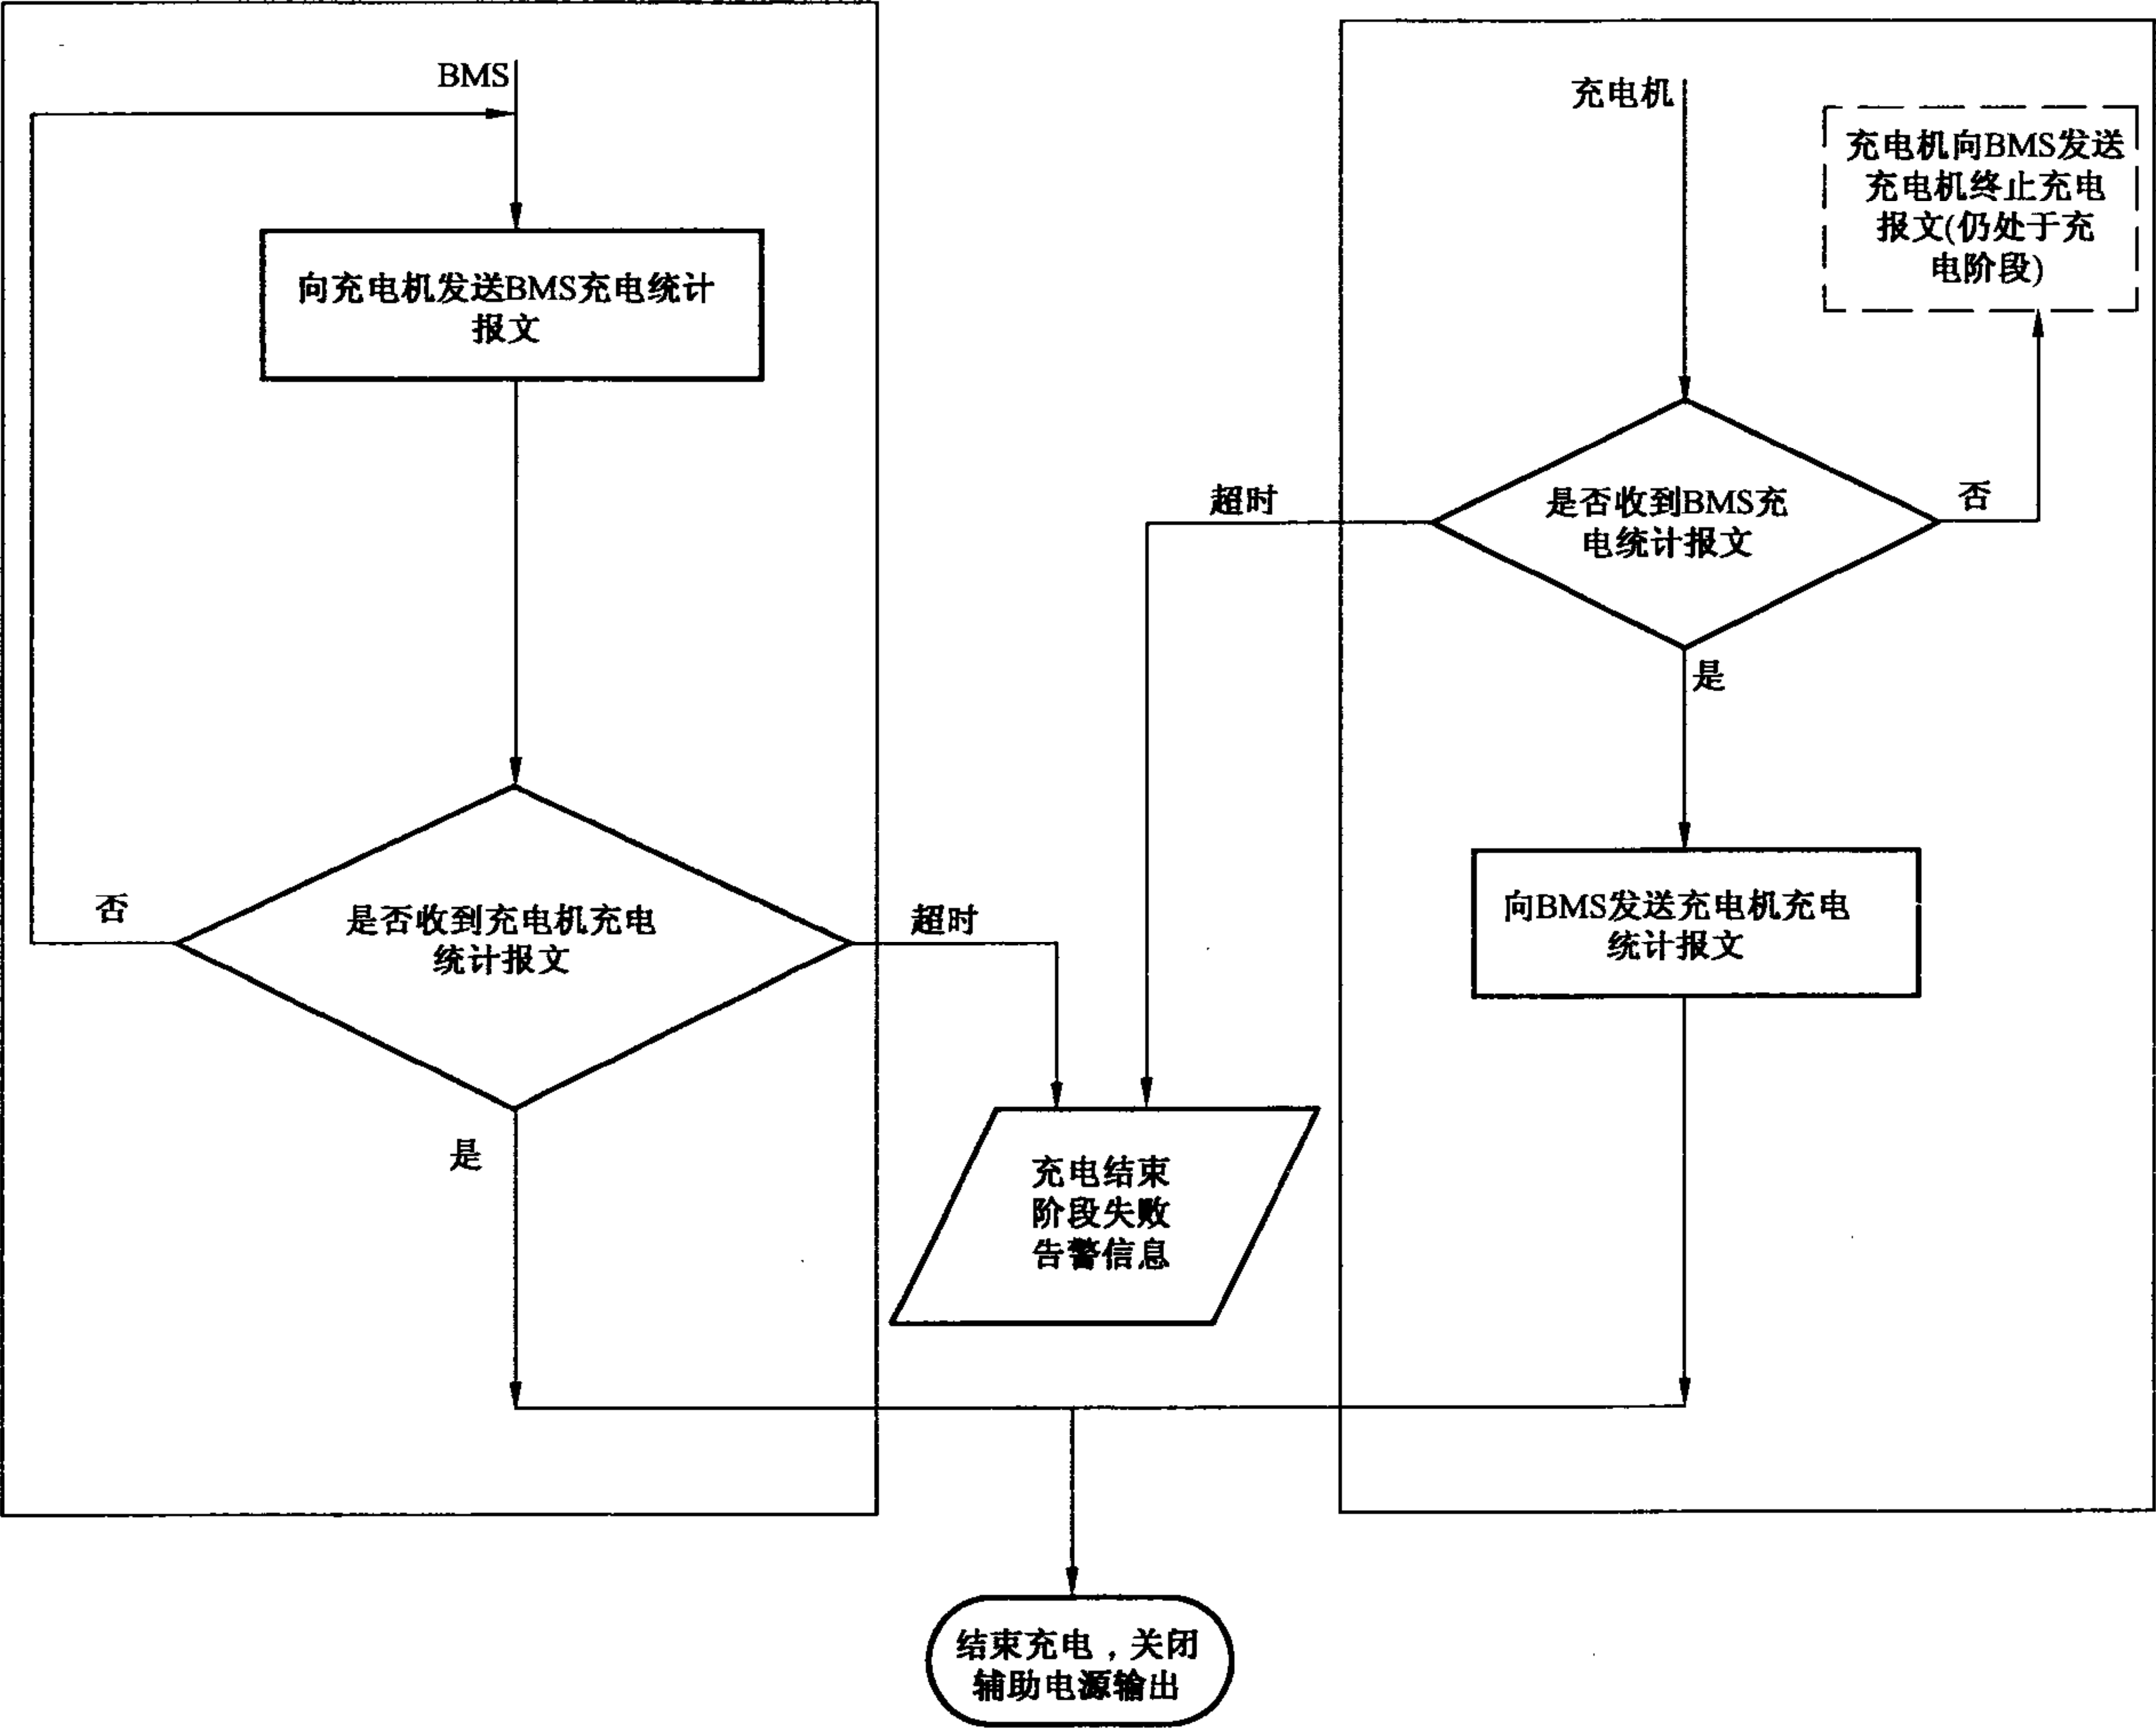 BMS
向充电机发送BMS充电统计
报文
否
是否收到充电机充电
统计报文
超时
是
充电机
充电机向BMS发送
充电机终止充电
报文(仍处于充
电阶段)
超时
是否收到BMS充
电统计报文
否
是
向BMS发送充电机充电
统计报文
充电结束
阶段失败
告警信息
结束充电，关闭
辅助电源输出